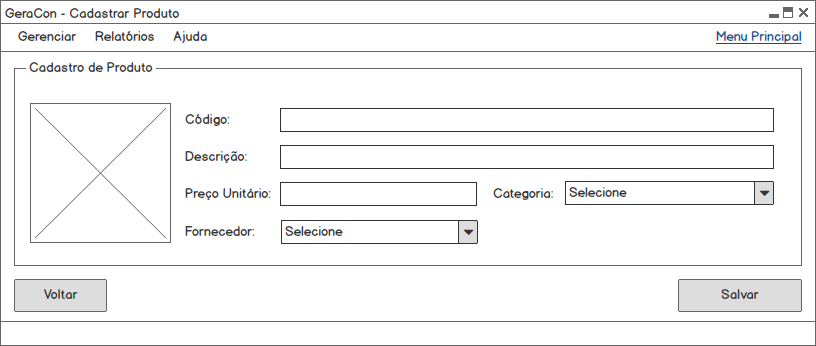 GeraCon - Cadastrar Produto
Gerenciar Relatórios Ajuda Menu Principal
Cadastro de Produto
Código:
Descrição:
Preço Unitário: Categoria: Selecione
Fornecedor: Selecione
Voltar Salvar